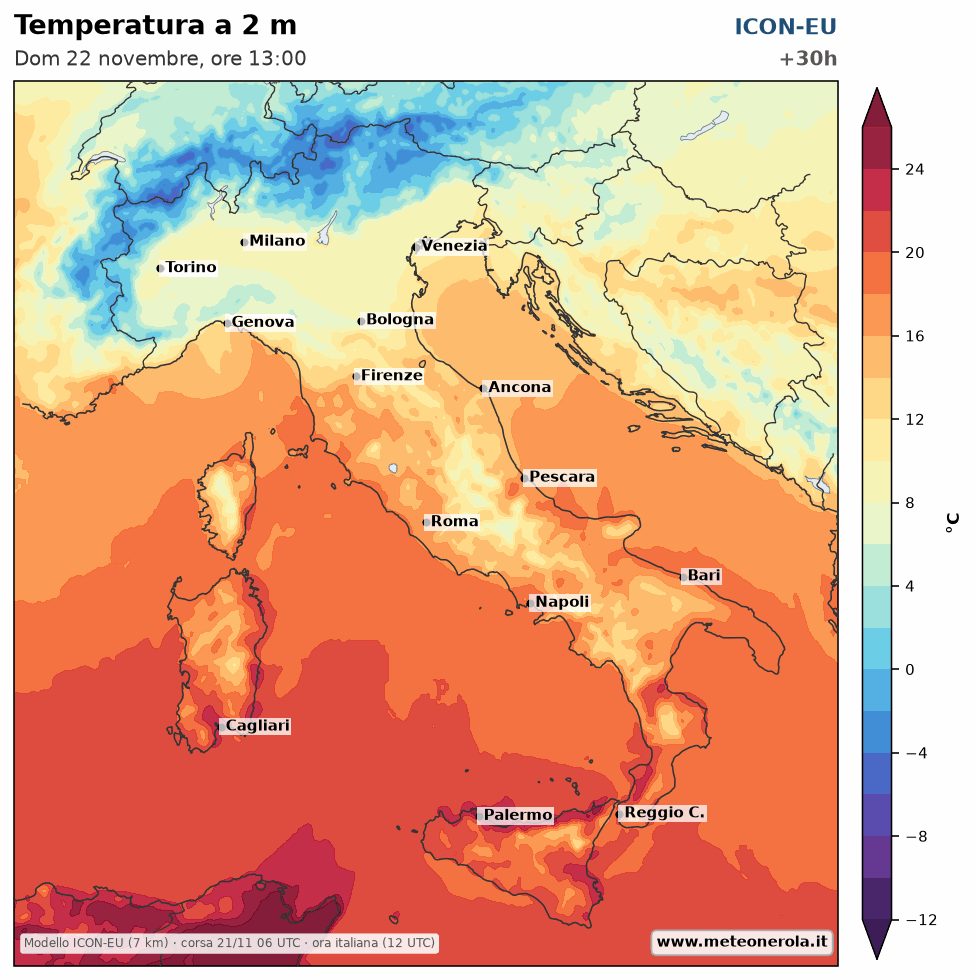 Temperatura a 2 m
ICON-EU
Dom 22 novembre, ore 13:00
+30h
24
20
16
12
8
4
0
−4
−8
−12
°C
Milano
Venezia
Torino
Genova
Bologna
Firenze
Ancona
Pescara
Roma
Bari
Napoli
Cagliari
Palermo
Reggio C.
Modello ICON-EU (7 km) · corsa 21/11 06 UTC · ora italiana (12 UTC)
www.meteonerola.it